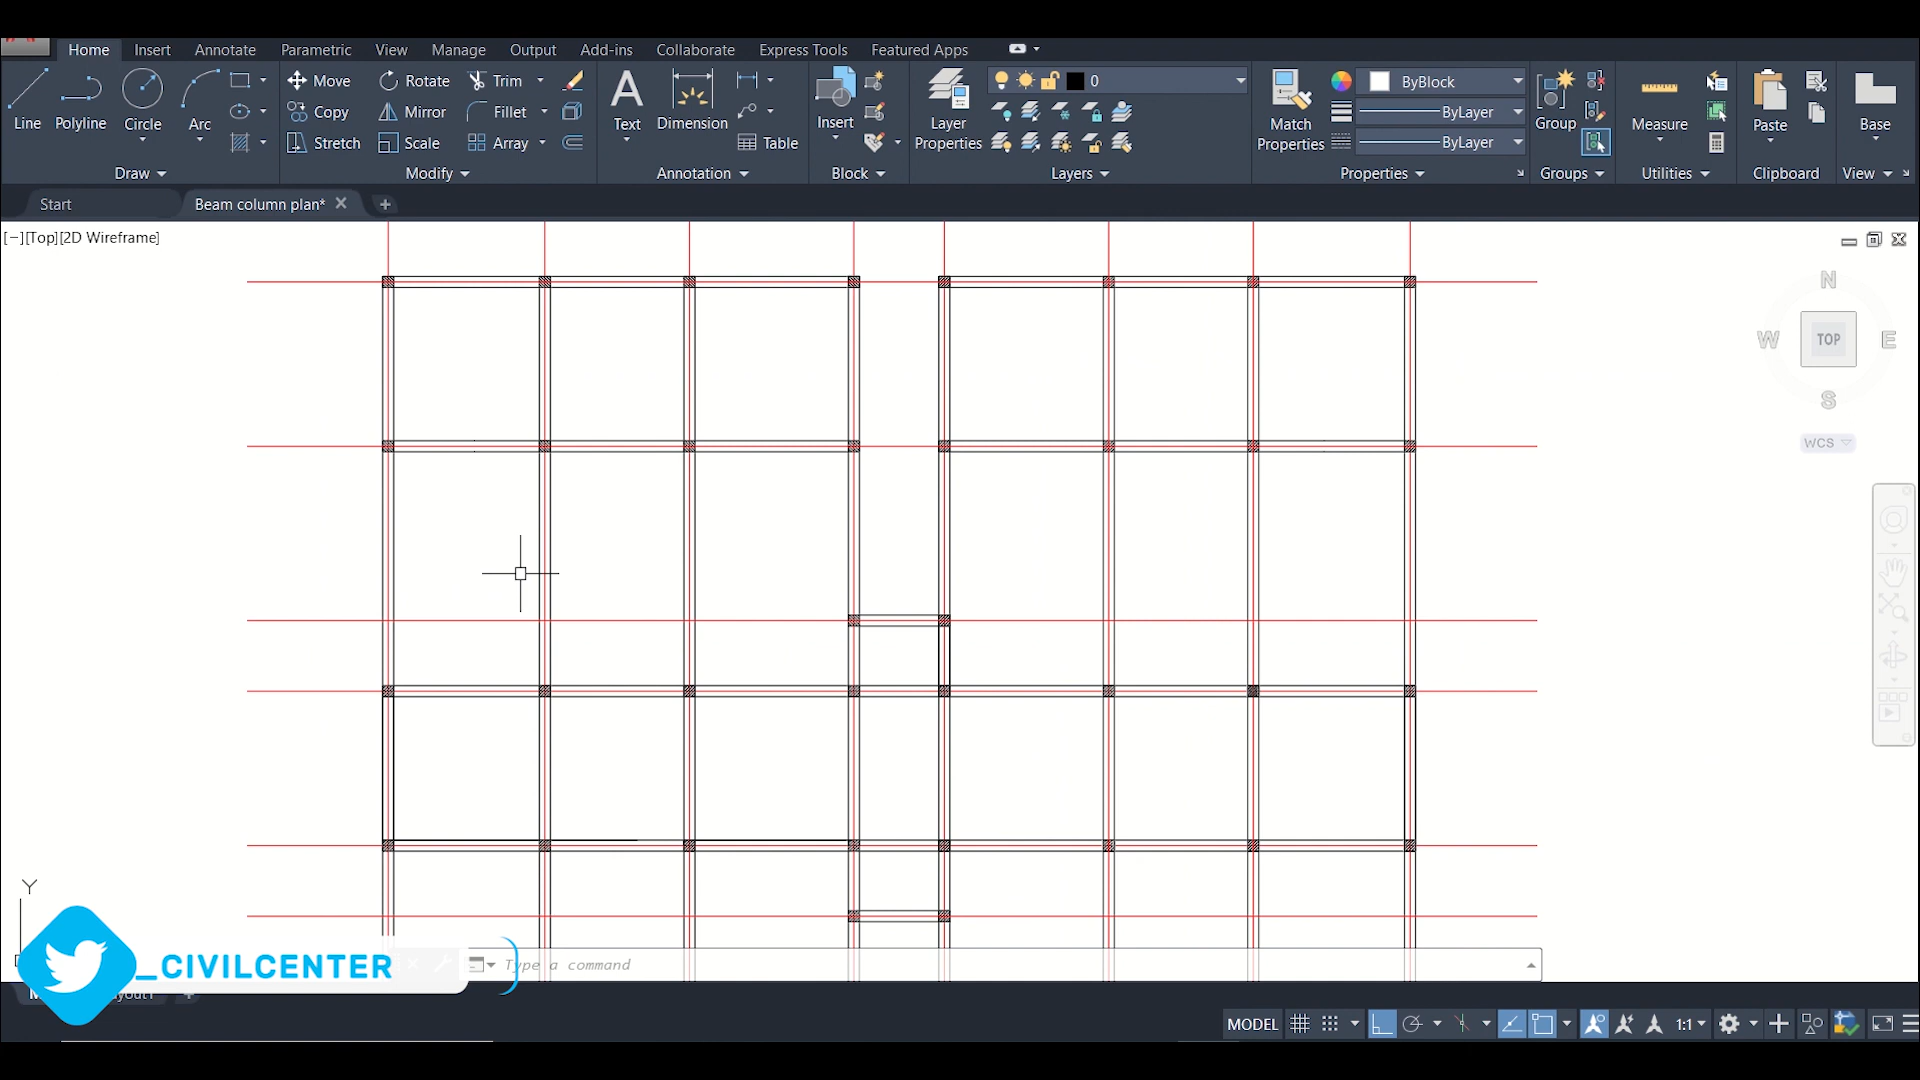 Home Insert Annotate Parametric View Manage Output Add-ins Collaborate Express Tools Featured Apps
Line Polyline Circle Arc
Move Rotate Trim
Copy Mirror Fillet
Stretch Scale Array
Text Dimension Table
Insert
Layer Properties
0
Match Properties
ByBlock
ByLayer
ByLayer
Group
Measure
Paste
Base
Draw Modify Annotation Block Layers Properties Groups Utilities Clipboard View
Start Beam column plan*
[−][Top][2D Wireframe]
N
W TOP E
S
WCS
Y
_CIVILCENTER
Type a command
MODEL 1:1